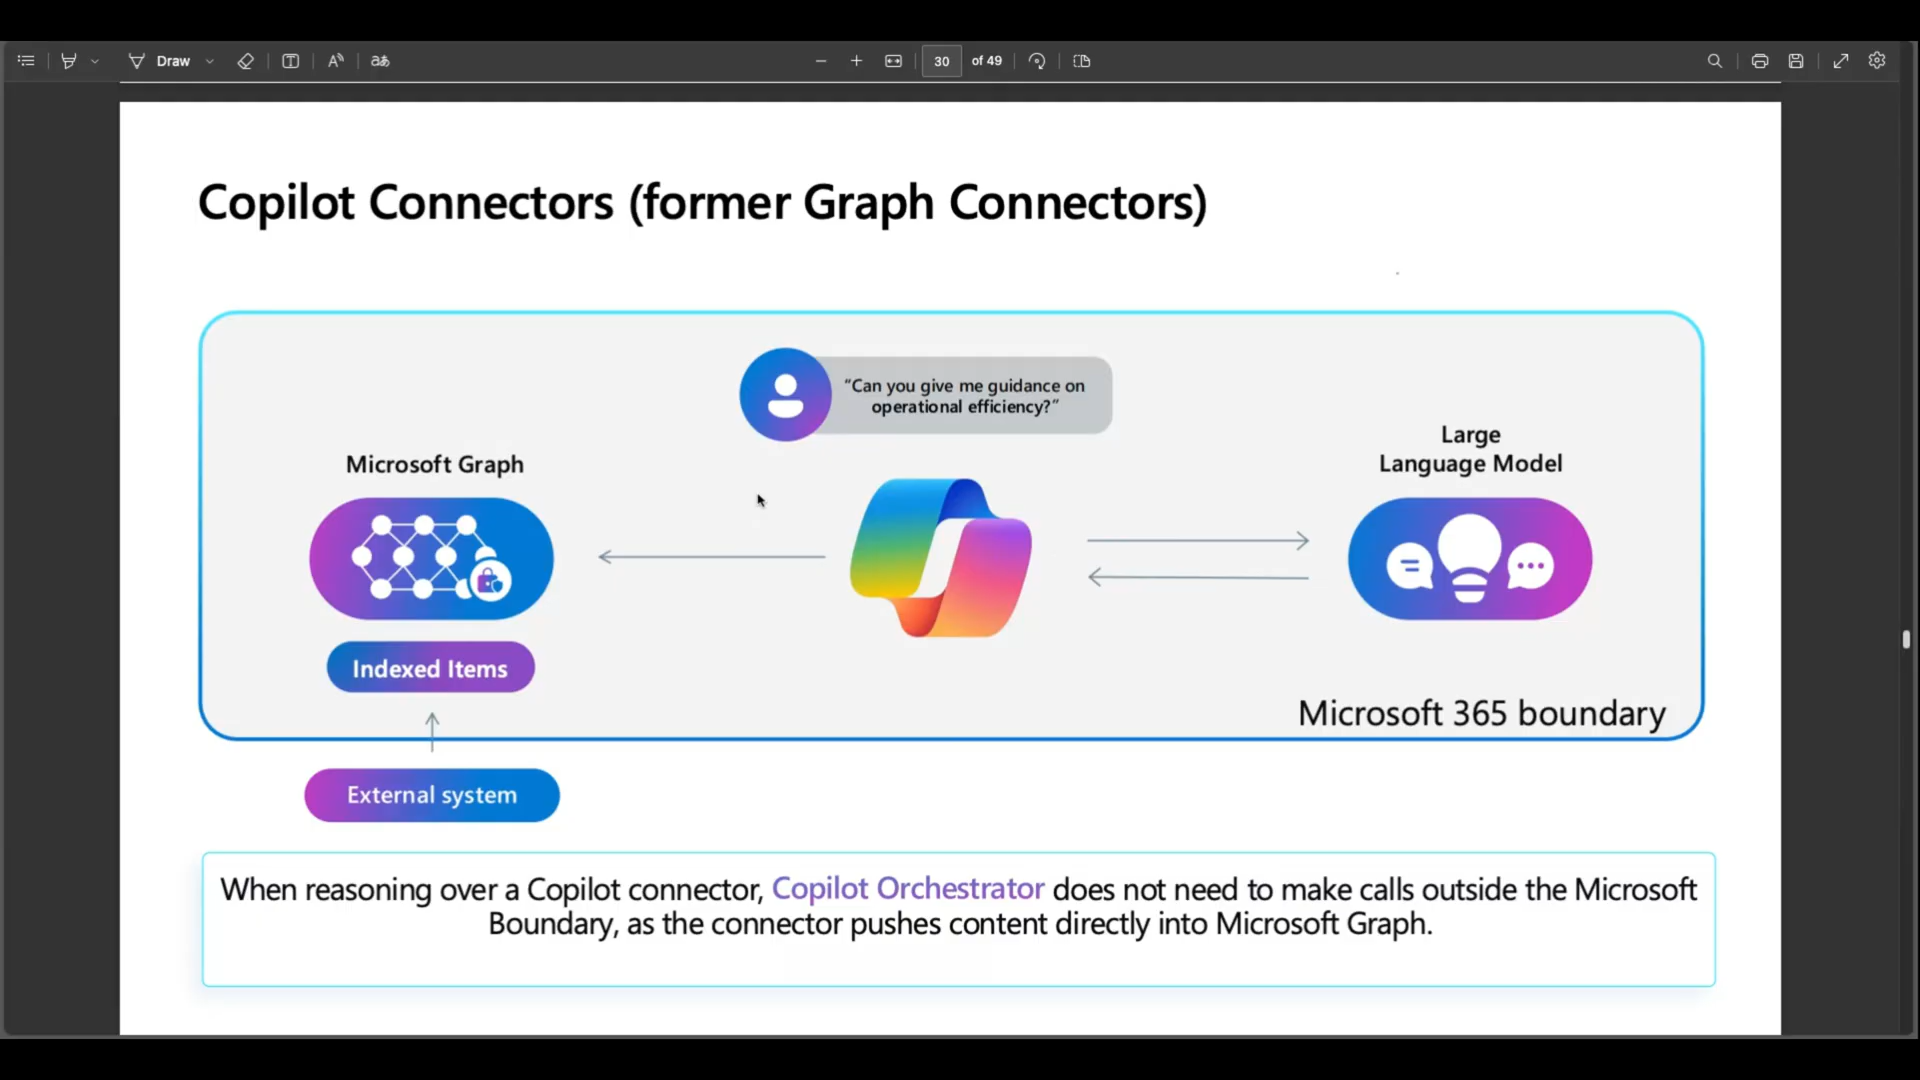 Draw
30 of 49
Copilot Connectors (former Graph Connectors)
“Can you give me guidance on
operational efficiency?”
Microsoft Graph
Large
Language Model
Indexed Items
Microsoft 365 boundary
External system
When reasoning over a Copilot connector, Copilot Orchestrator does not need to make calls outside the Microsoft
Boundary, as the connector pushes content directly into Microsoft Graph.